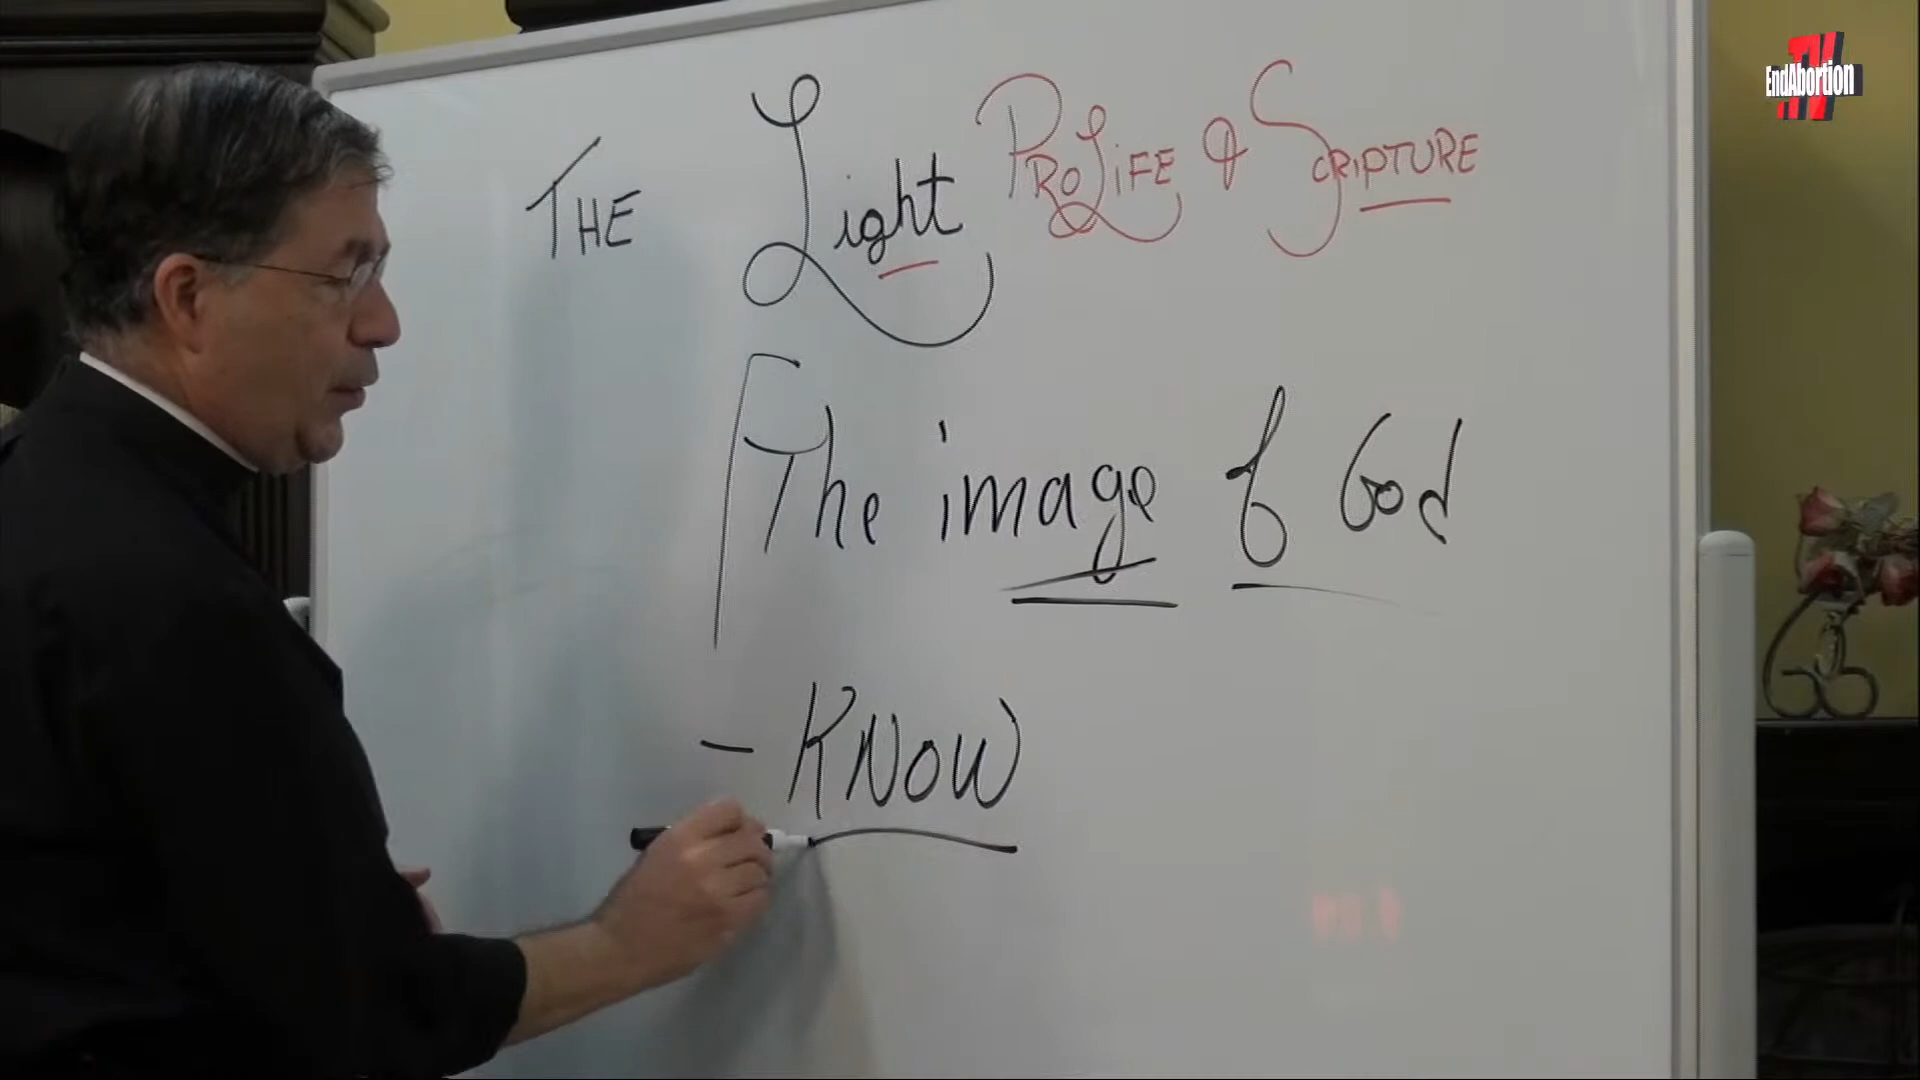 THE Light PROLIFE & SCRIPTURE
The image of God
- KNOW
TV
EndAbortion